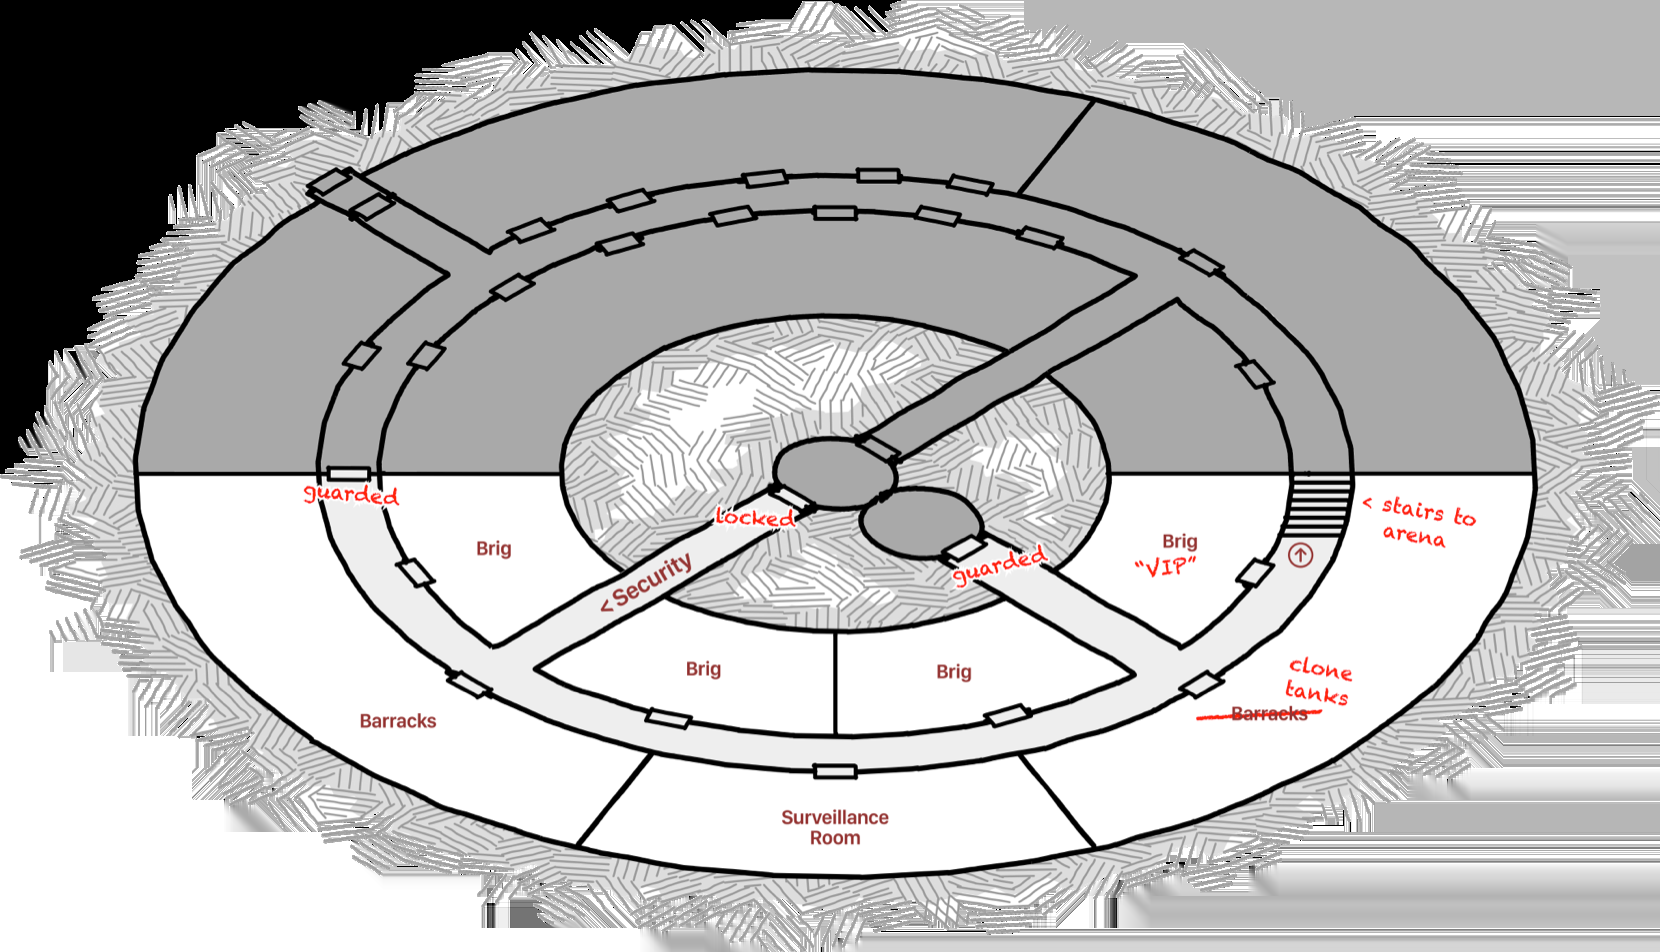 guarded
locked
< stairs to
arena
Brig
Brig
"VIP"
guarded
< Security
Brig
Brig
clone
tanks
Barracks
Barracks
Surveillance
Room